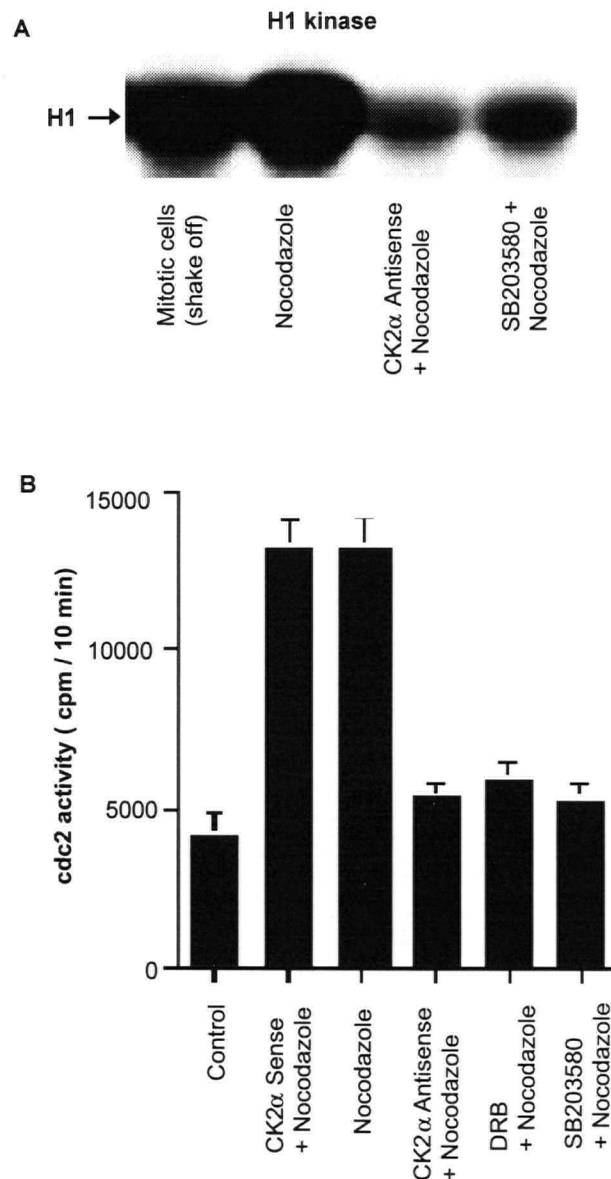 A
H1 kinase
H1
Mitotic cells
(shake off)
Nocodazole
CK2α Antisense
+ Nocodazole
SB203580 +
Nocodazole
B
cdc2 activity ( cpm / 10 min)
15000
10000
5000
0
Control
CK2α Sense
+ Nocodazole
Nocodazole
CK2α Antisense
+ Nocodazole
DRB
+ Nocodazole
SB203580
+ Nocodazole